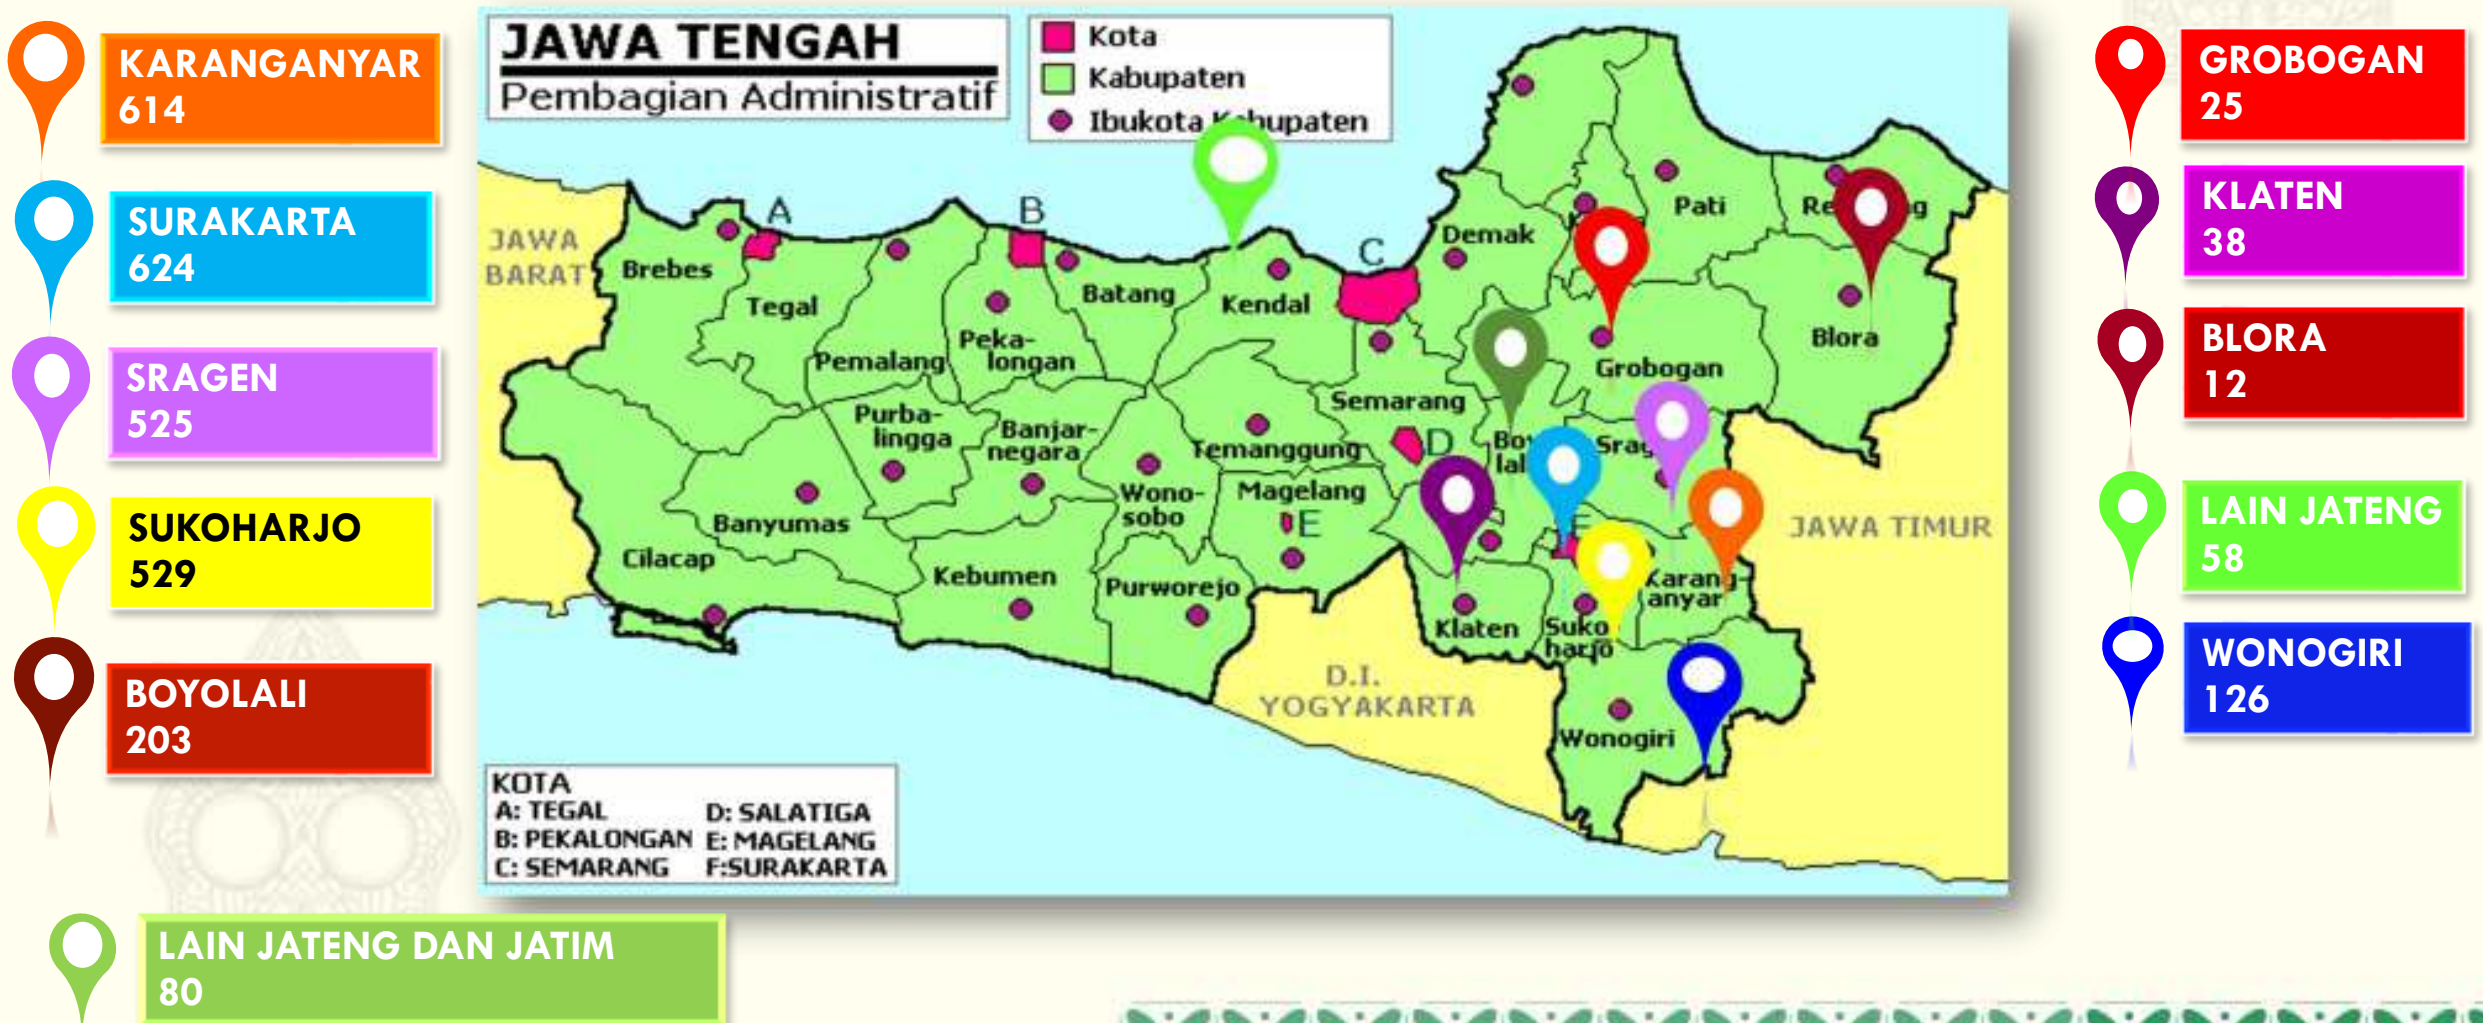 KARANGANYAR
614
SURAKARTA
624
SRAGEN
525
SUKOHARJO
529
BOYOLALI
203
LAIN JATENG DAN JATIM
80
JAWA TENGAH
Pembagian Administratif
Kota
Kabupaten
Ibukota Kabupaten
JAWA
BARAT
A
B
C
Brebes
Tegal
Pemalang
Peka-
longan
Batang
Kendal
Demak
Pati
Blora
Grobogan
Semarang
D
Purba-
lingga
Banjar-
negara
Temanggung
Wono-
sobo
Magelang
E
Banyumas
Cilacap
Kebumen
Purworejo
Klaten
Suko
harjo
Karang-
anyar
Wonogiri
JAWA TIMUR
D.I.
YOGYAKARTA
KOTA
A: TEGAL D: SALATIGA
B: PEKALONGAN E: MAGELANG
C: SEMARANG F:SURAKARTA
GROBOGAN
25
KLATEN
38
BLORA
12
LAIN JATENG
58
WONOGIRI
126